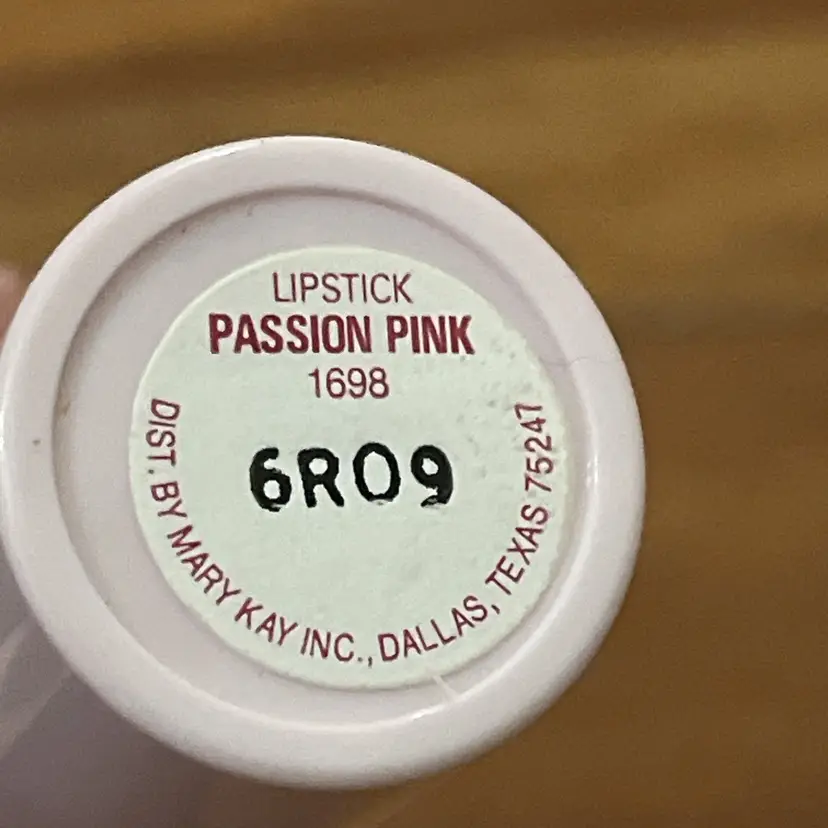 LIPSTICK
PASSION PINK
1698
6R09
DIST. BY MARY KAY INC., DALLAS, TEXAS 75247